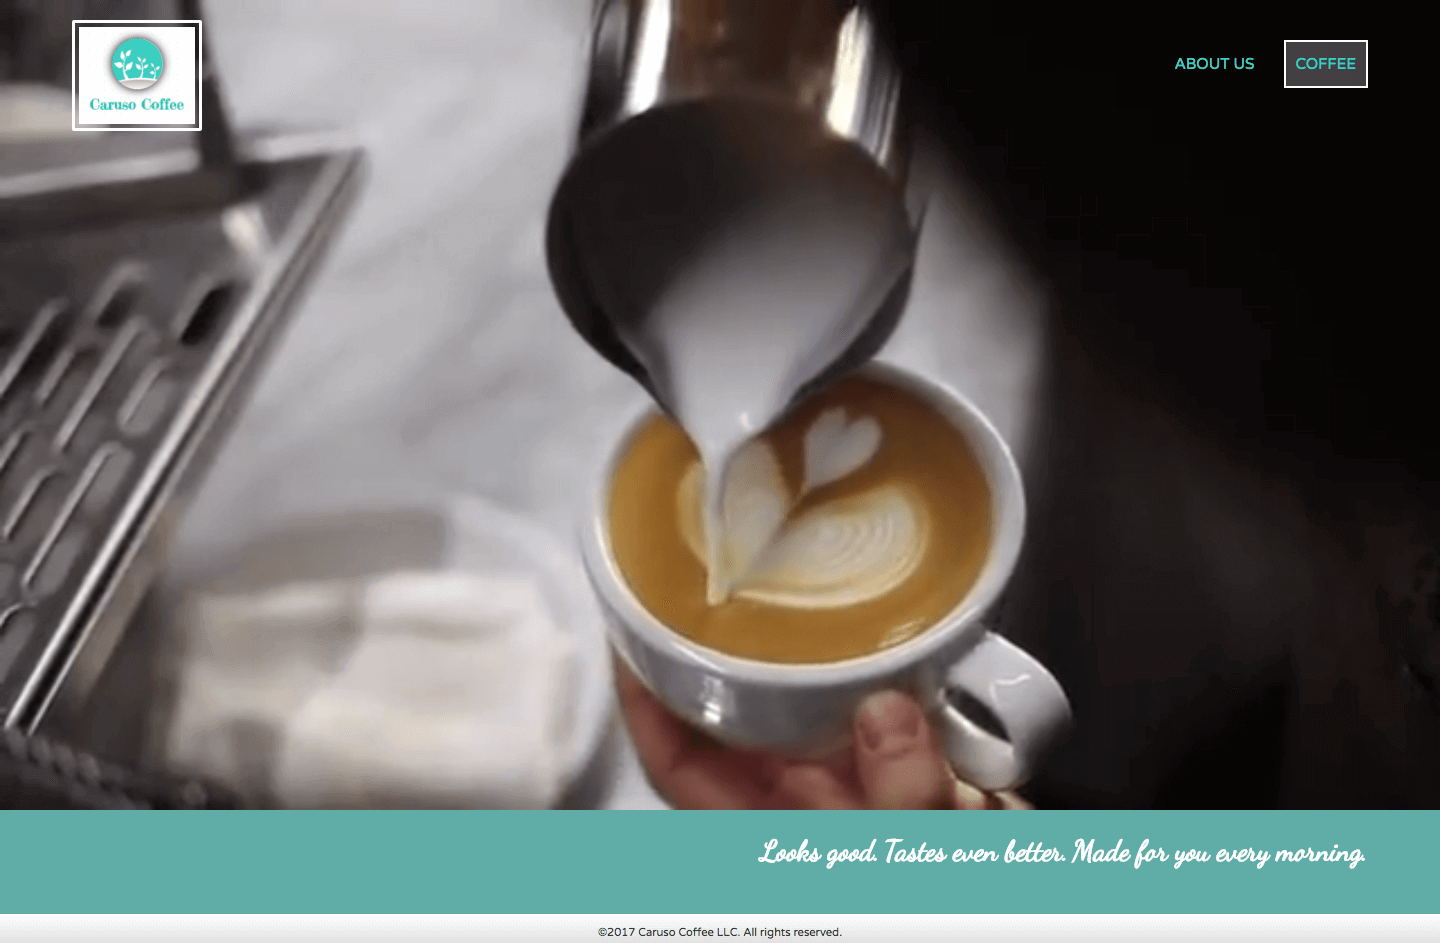 Caruso Coffee
ABOUT US
COFFEE
Looks good. Tastes even better. Made for you every morning.
©2017 Caruso Coffee LLC. All rights reserved.